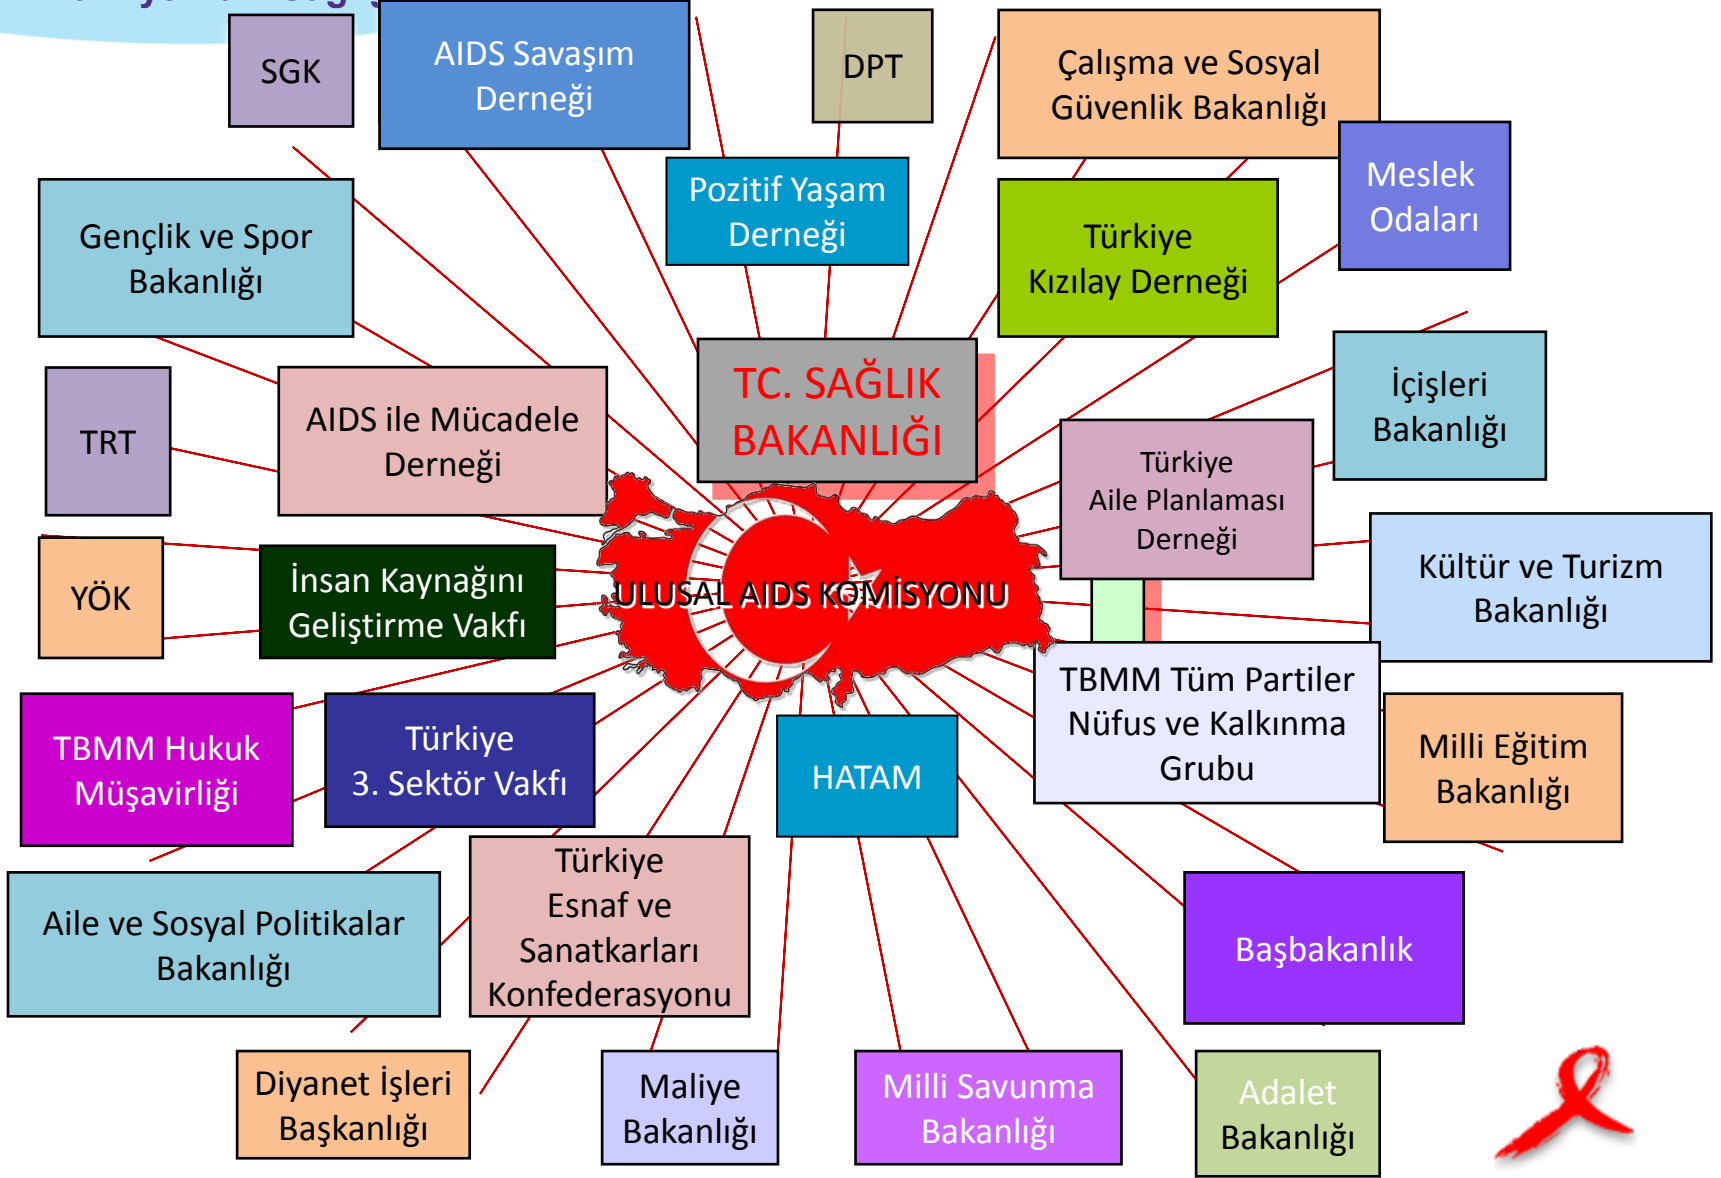 SGK
AIDS Savaşım
Derneği
DPT
Çalışma ve Sosyal
Güvenlik Bakanlığı
Meslek
Odaları
Pozitif Yaşam
Derneği
Gençlik ve Spor
Bakanlığı
Türkiye
Kızılay Derneği
TC. SAĞLIK
BAKANLIĞI
İçişleri
Bakanlığı
TRT
AIDS ile Mücadele
Derneği
Türkiye
Aile Planlaması
Derneği
YÖK
İnsan Kaynağını
Geliştirme Vakfı
ULUSAL AIDS KOMİSYONU
Kültür ve Turizm
Bakanlığı
TBMM Hukuk
Müşavirliği
Türkiye
3. Sektör Vakfı
HATAM
TBMM Tüm Partiler
Nüfus ve Kalkınma
Grubu
Milli Eğitim
Bakanlığı
Aile ve Sosyal Politikalar
Bakanlığı
Türkiye
Esnaf ve
Sanatkarları
Konfederasyonu
Başbakanlık
Diyanet İşleri
Başkanlığı
Maliye
Bakanlığı
Milli Savunma
Bakanlığı
Adalet
Bakanlığı